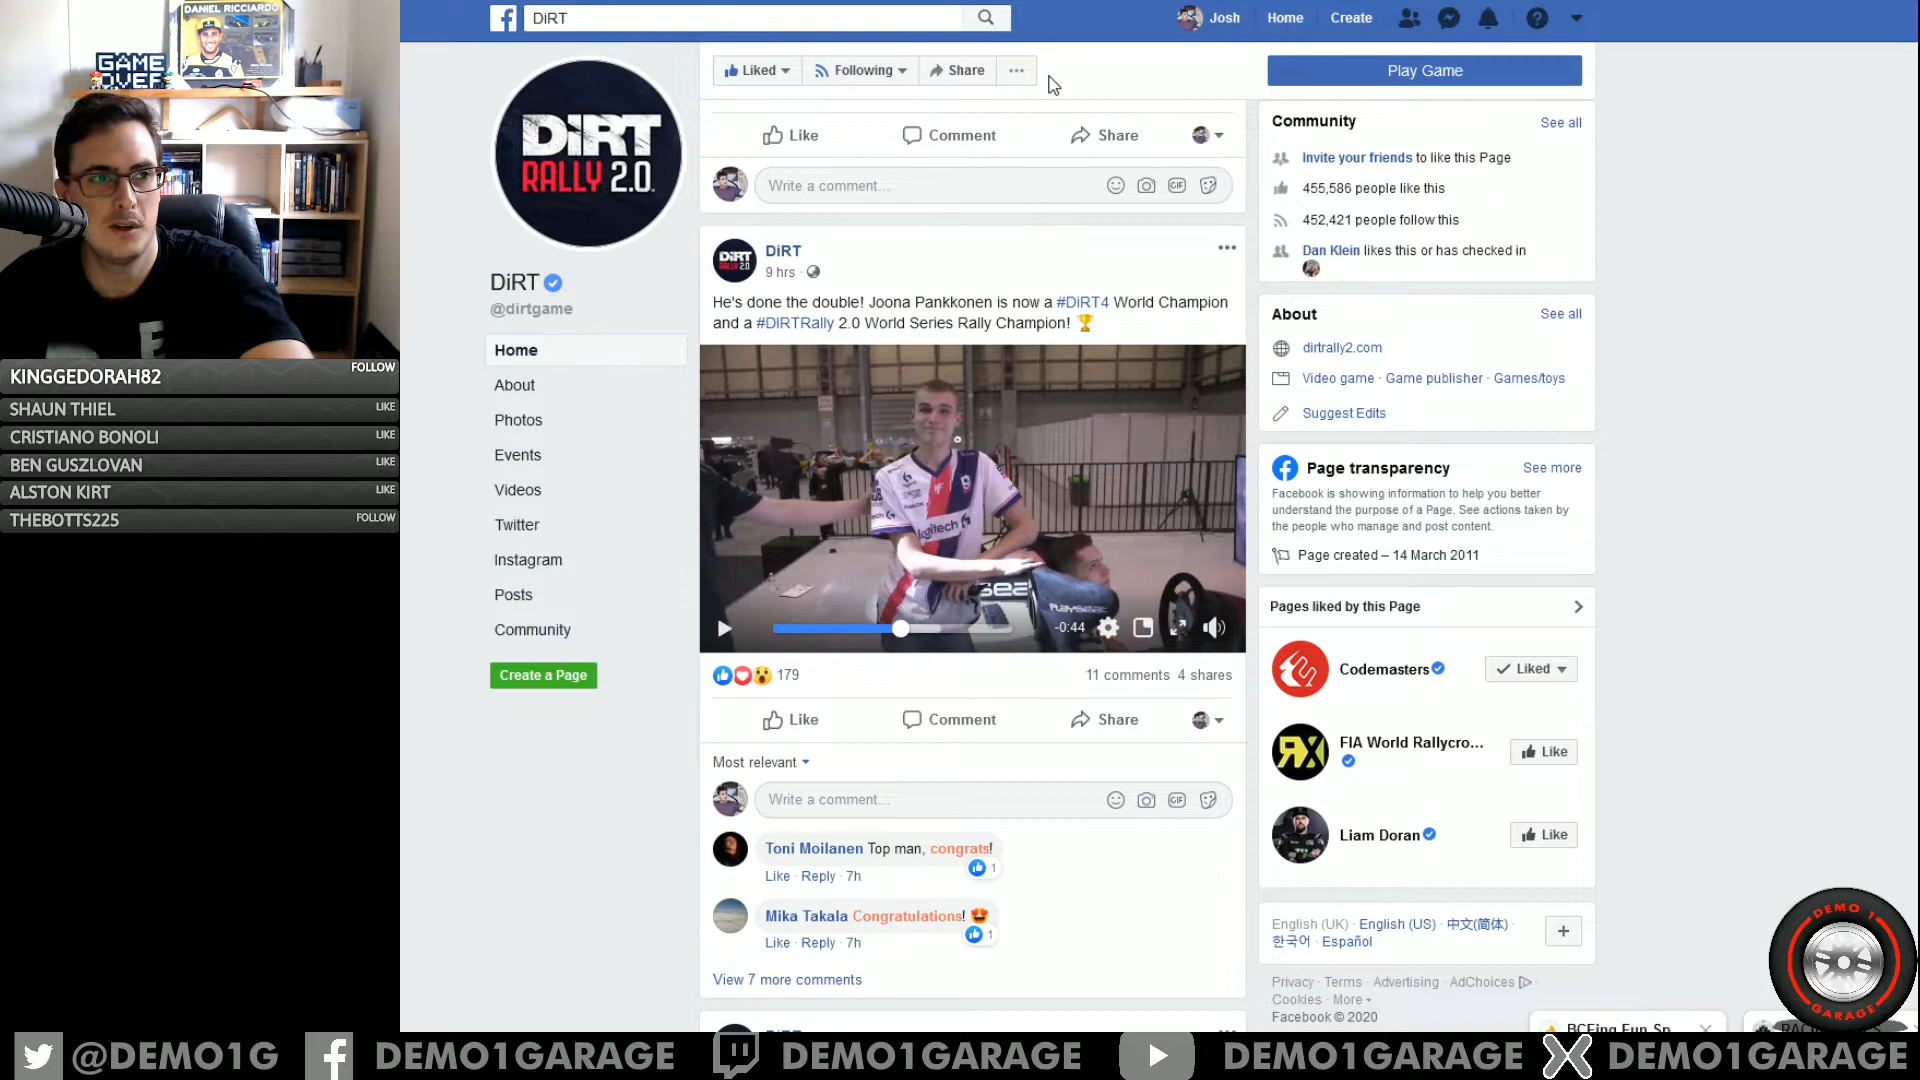 DANIEL RICCIARDO
GAME
OVER
KINGGEDORAH82 FOLLOW
SHAUN THIEL LIKE
CRISTIANO BONOLI LIKE
BEN GUSZLOVAN LIKE
ALSTON KIRT LIKE
THEBOTTS225 FOLLOW
DiRT
Josh Home Create
DiRT
RALLY 2.0
DiRT
@dirtgame
Home
About
Photos
Events
Videos
Twitter
Instagram
Posts
Community
Create a Page
Liked Following Share ...
Play Game
Like Comment Share
Write a comment...
GIF
DiRT
9 hrs ·
He's done the double! Joona Pankkonen is now a #DiRT4 World Champion
and a #DIRTRally 2.0 World Series Rally Champion! 🏆
logitech
SEAT
PLAYSEAT
-0:44
179 11 comments 4 shares
Like Comment Share
Most relevant
Write a comment...
GIF
Toni Moilanen Top man, congrats!
1
Like · Reply · 7h
Mika Takala Congratulations! 🤩
1
Like · Reply · 7h
View 7 more comments
Community See all
Invite your friends to like this Page
455,586 people like this
452,421 people follow this
Dan Klein likes this or has checked in
About See all
dirtrally2.com
Video game · Game publisher · Games/toys
Suggest Edits
Page transparency See more
Facebook is showing information to help you better
understand the purpose of a Page. See actions taken by
the people who manage and post content.
Page created – 14 March 2011
Pages liked by this Page
Codemasters Liked
RX
FIA World Rallycro... Like
Liam Doran Like
English (UK) · English (US) · 中文(简体) ·
한국어 · Español
Privacy · Terms · Advertising · AdChoices ·
Cookies · More
Facebook © 2020
BCFing Fun Sp
DEMO 1
GARAGE
@DEMO1G DEMO1GARAGE DEMO1GARAGE DEMO1GARAGE DEMO1GARAGE